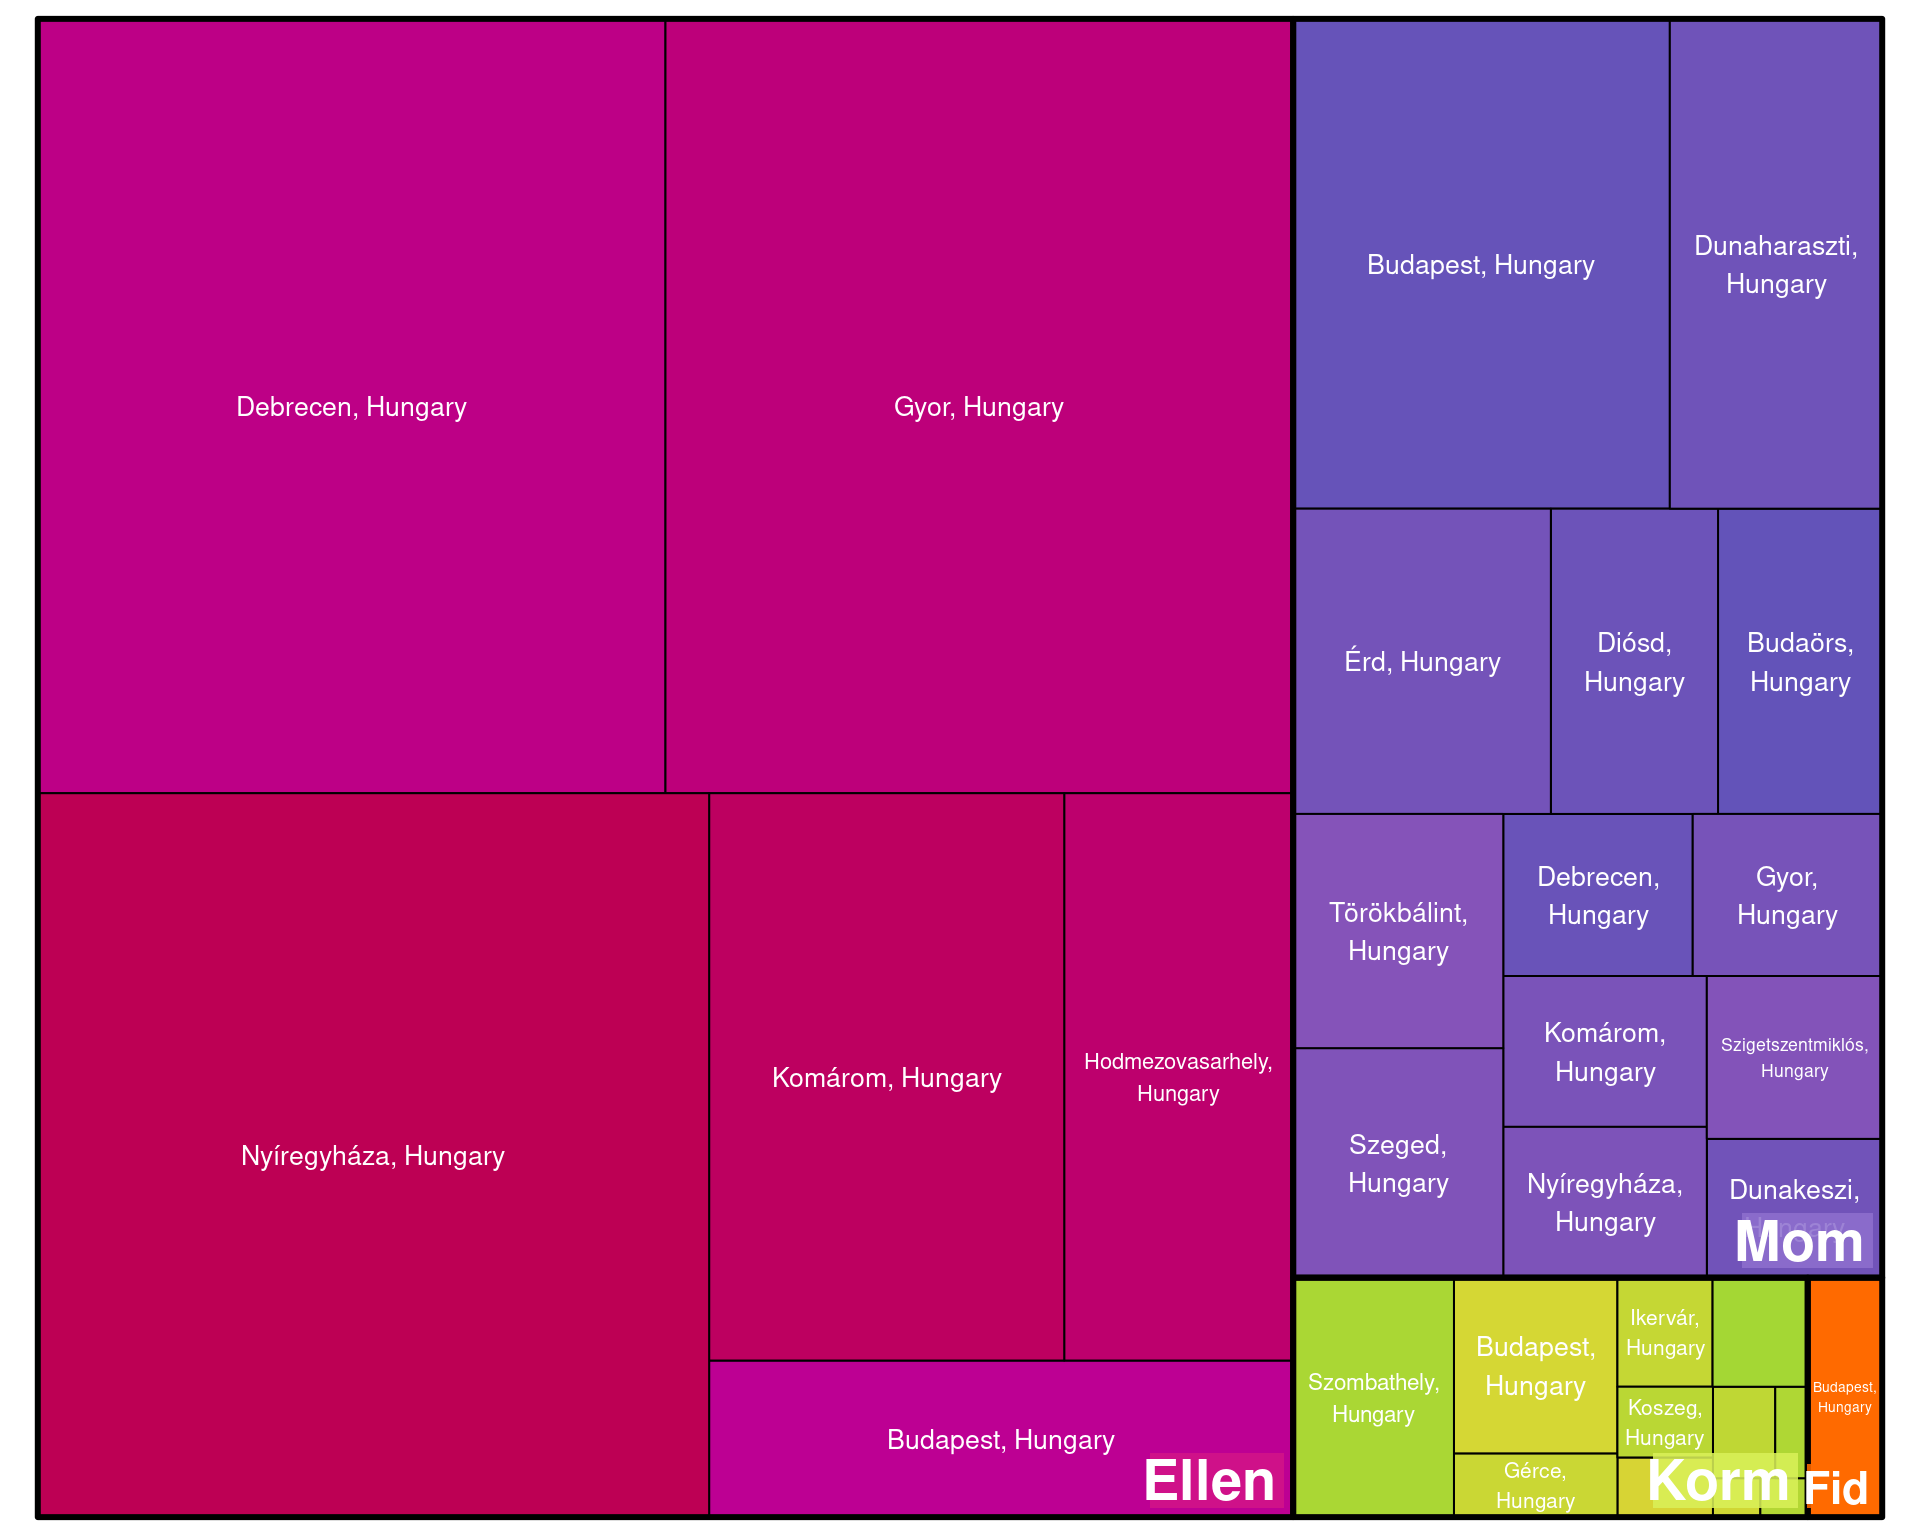 Debrecen, Hungary
Gyor, Hungary
Nyíregyháza, Hungary
Komárom, Hungary
Hodmezovasarhely,
Hungary
Budapest, Hungary
Ellen
Budapest, Hungary
Dunaharaszti,
Hungary
Érd, Hungary
Diósd,
Hungary
Budaörs,
Hungary
Törökbálint,
Hungary
Debrecen,
Hungary
Gyor,
Hungary
Komárom,
Hungary
Szigetszentmiklós,
Hungary
Szeged,
Hungary
Nyíregyháza,
Hungary
Dunakeszi,
Hungary
Mom
Szombathely,
Hungary
Budapest,
Hungary
Gérce,
Hungary
Ikervár,
Hungary
Koszeg,
Hungary
Korm
Budapest,
Hungary
Fid